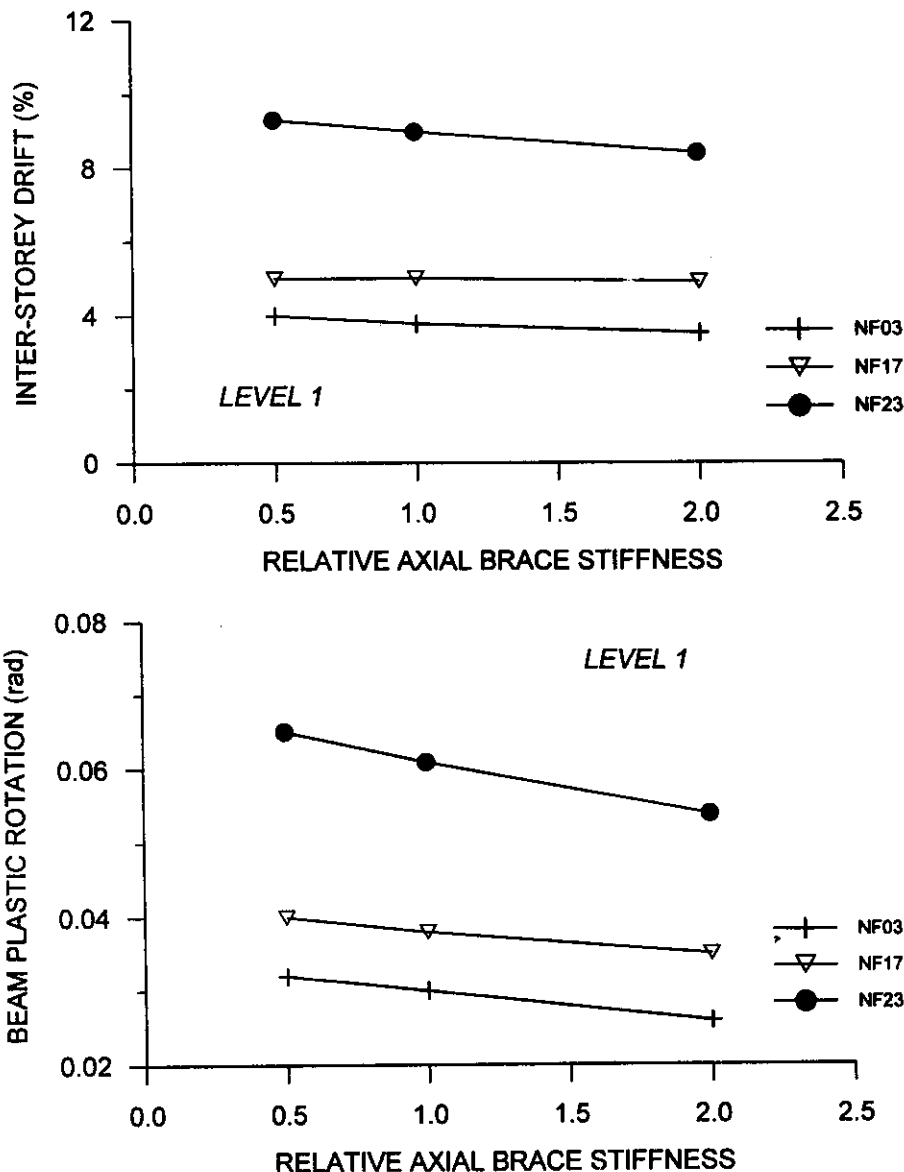 12
8
4
0
INTER-STOREY DRIFT (%)
LEVEL 1
NF03
NF17
NF23
0.0 0.5 1.0 1.5 2.0 2.5
RELATIVE AXIAL BRACE STIFFNESS
0.08
0.06
0.04
0.02
BEAM PLASTIC ROTATION (rad)
LEVEL 1
NF03
NF17
NF23
0.0 0.5 1.0 1.5 2.0 2.5
RELATIVE AXIAL BRACE STIFFNESS